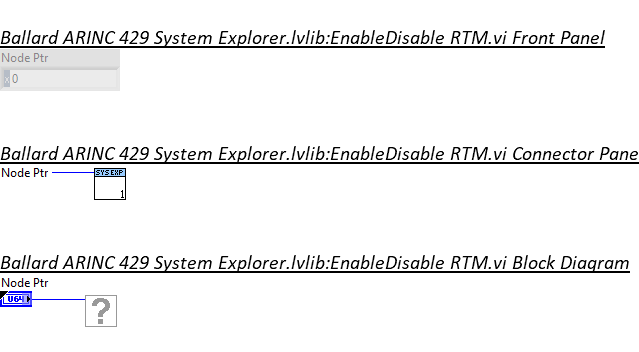 Ballard ARINC 429 System Explorer.lvlib:EnableDisable RTM.vi Front Panel
Node Ptr
x 0
Ballard ARINC 429 System Explorer.lvlib:EnableDisable RTM.vi Connector Pane
Node Ptr
SYS EXP
1
Ballard ARINC 429 System Explorer.lvlib:EnableDisable RTM.vi Block Diagram
Node Ptr
U64
?